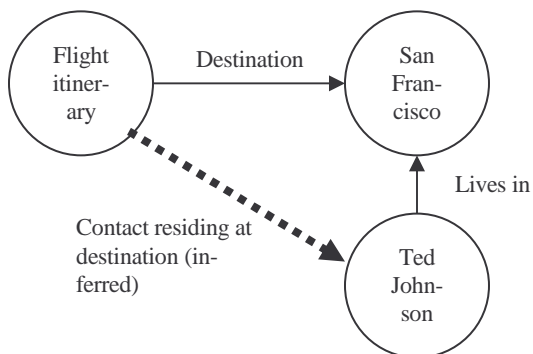 Flight
itiner-
ary
Destination
San
Fran-
cisco
Lives in
Contact residing at
destination (in-
ferred)
Ted
John-
son